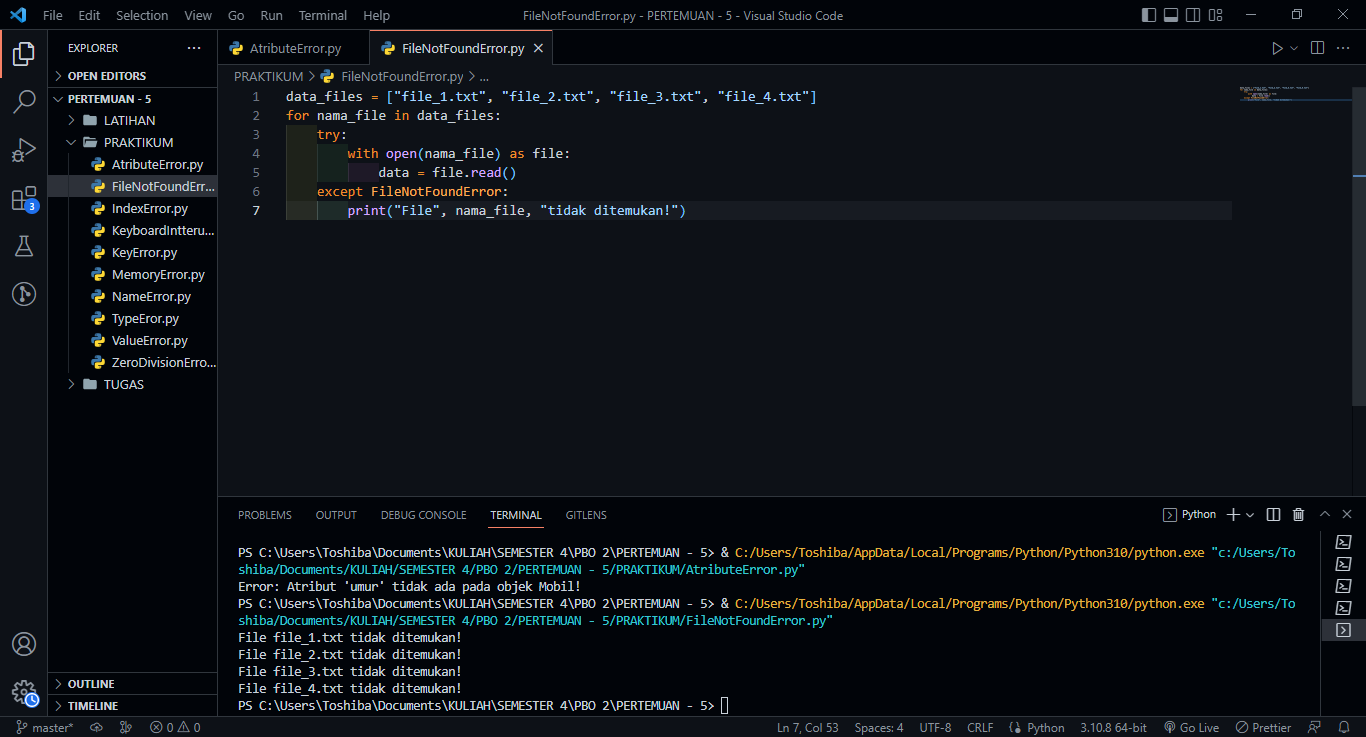 File Edit Selection View Go Run Terminal Help FileNotFoundError.py - PERTEMUAN - 5 - Visual Studio Code
EXPLORER ···
OPEN EDITORS
PERTEMUAN - 5
LATIHAN
PRAKTIKUM
AtributeError.py
FileNotFoundErr...
IndexError.py
KeyboardIntteru...
KeyError.py
MemoryError.py
NameError.py
TypeEror.py
ValueError.py
ZeroDivisionErro...
TUGAS
OUTLINE
TIMELINE
3
AtributeError.py FileNotFoundError.py
PRAKTIKUM > FileNotFoundError.py > ...
1 data_files = ["file_1.txt", "file_2.txt", "file_3.txt", "file_4.txt"]
2 for nama_file in data_files:
3 try:
4 with open(nama_file) as file:
5 data = file.read()
6 except FileNotFoundError:
7 print("File", nama_file, "tidak ditemukan!")
PROBLEMS OUTPUT DEBUG CONSOLE TERMINAL GITLENS Python
PS C:\Users\Toshiba\Documents\KULIAH\SEMESTER 4\PBO 2\PERTEMUAN - 5> & C:/Users/Toshiba/AppData/Local/Programs/Python/Python310/python.exe "c:/Users/To
shiba/Documents/KULIAH/SEMESTER 4/PBO 2/PERTEMUAN - 5/PRAKTIKUM/AtributeError.py"
Error: Atribut 'umur' tidak ada pada objek Mobil!
PS C:\Users\Toshiba\Documents\KULIAH\SEMESTER 4\PBO 2\PERTEMUAN - 5> & C:/Users/Toshiba/AppData/Local/Programs/Python/Python310/python.exe "c:/Users/To
shiba/Documents/KULIAH/SEMESTER 4/PBO 2/PERTEMUAN - 5/PRAKTIKUM/FileNotFoundError.py"
File file_1.txt tidak ditemukan!
File file_2.txt tidak ditemukan!
File file_3.txt tidak ditemukan!
File file_4.txt tidak ditemukan!
PS C:\Users\Toshiba\Documents\KULIAH\SEMESTER 4\PBO 2\PERTEMUAN - 5>
master* 0 0 Ln 7, Col 53 Spaces: 4 UTF-8 CRLF Python 3.10.8 64-bit Go Live Prettier